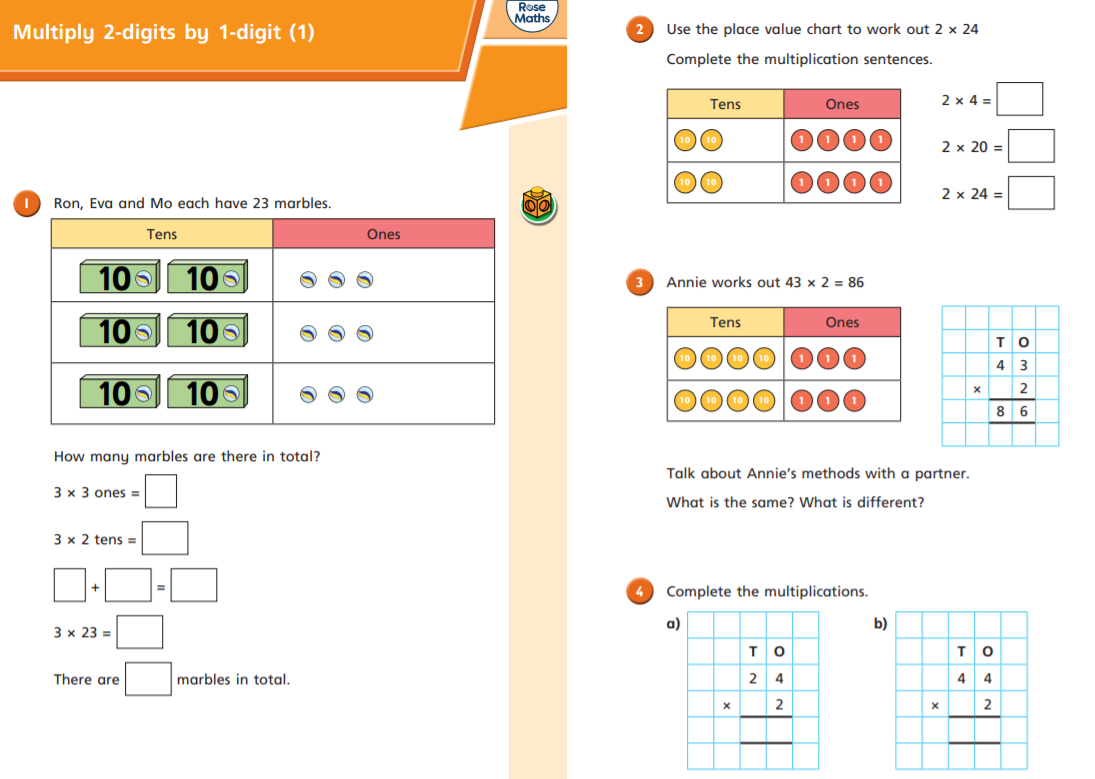 Multiply 2-digits by 1-digit (1)
Rose
Maths
1
Ron, Eva and Mo each have 23 marbles.
Tens Ones
10 10
10 10
10 10
How many marbles are there in total?
3 × 3 ones =
3 × 2 tens =
+ =
3 × 23 =
There are marbles in total.
2
Use the place value chart to work out 2 × 24
Complete the multiplication sentences.
Tens Ones
10 10 1 1 1 1
10 10 1 1 1 1
2 × 4 =
2 × 20 =
2 × 24 =
3
Annie works out 43 × 2 = 86
Tens Ones
10 10 10 10 1 1 1
10 10 10 10 1 1 1
T O
4 3
× 2
8 6
Talk about Annie's methods with a partner.
What is the same? What is different?
4
Complete the multiplications.
a)
T O
2 4
× 2
b)
T O
4 4
× 2